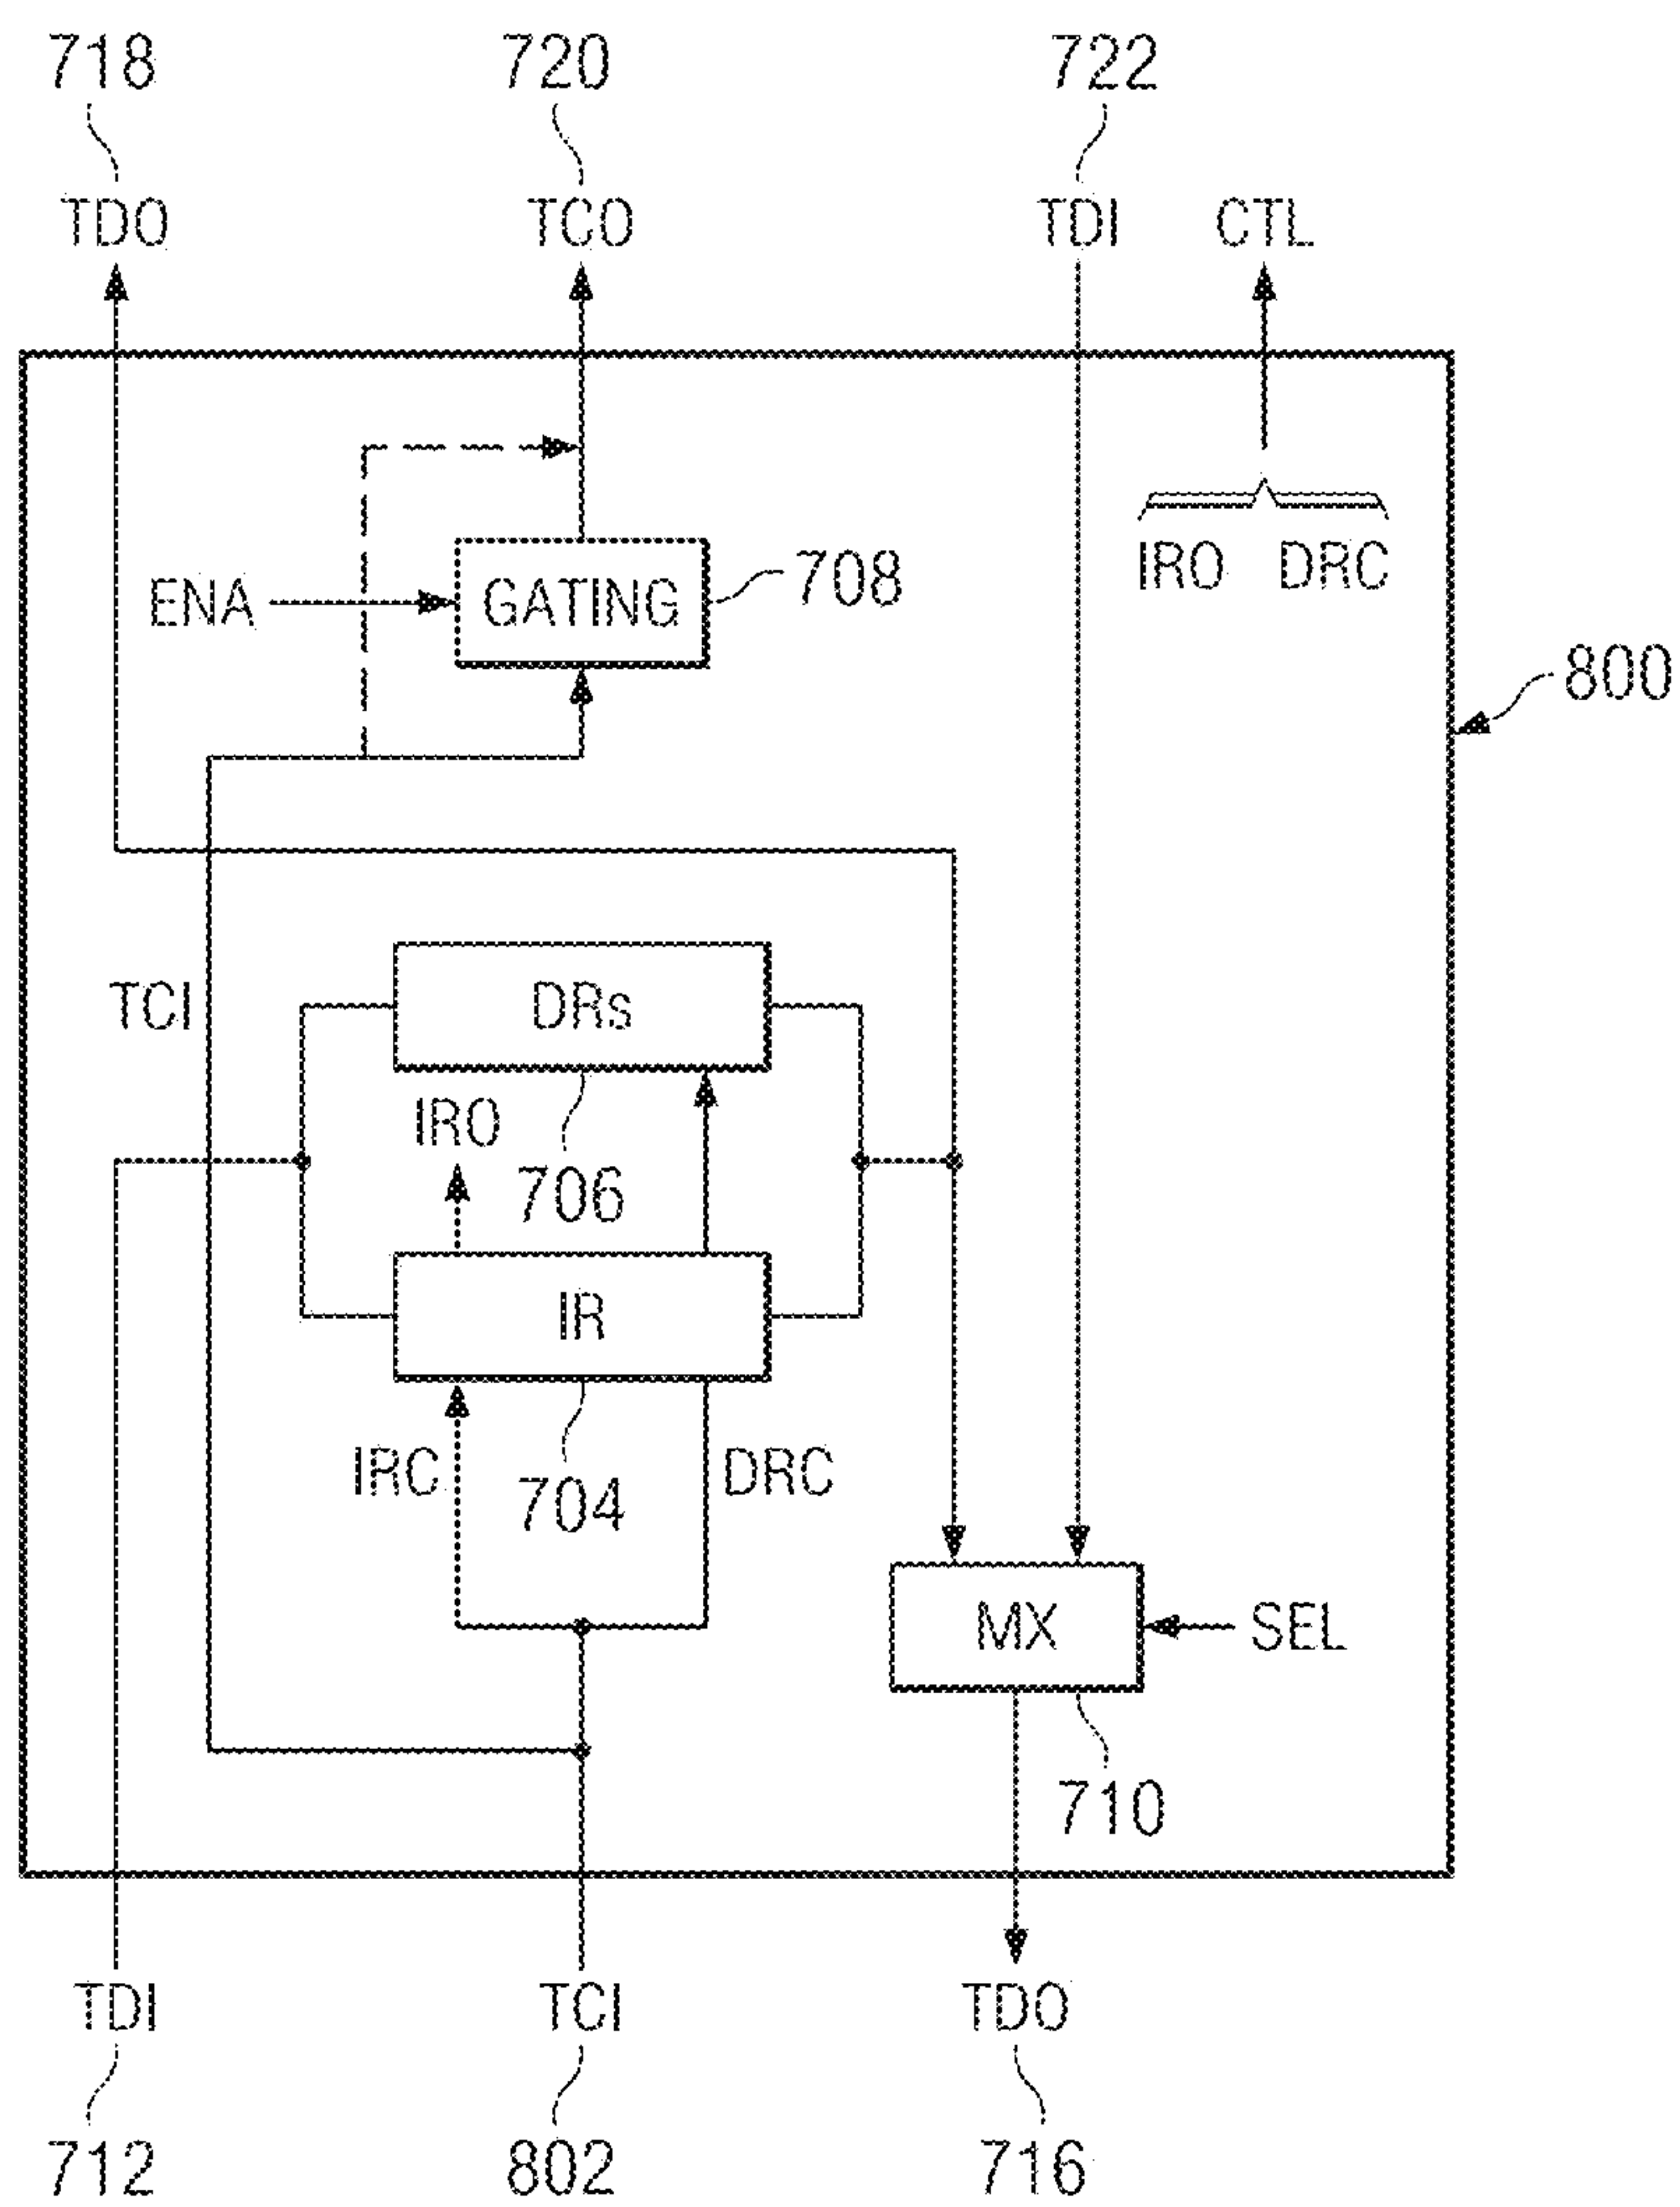 718 720 722
TDO TCO TDI CTL
IRO DRC
ENA GATING 708
800
TCI DRs
IRO
706
IR
IRC 704 DRC
MX SEL
710
TDI TCI TDO
712 802 716